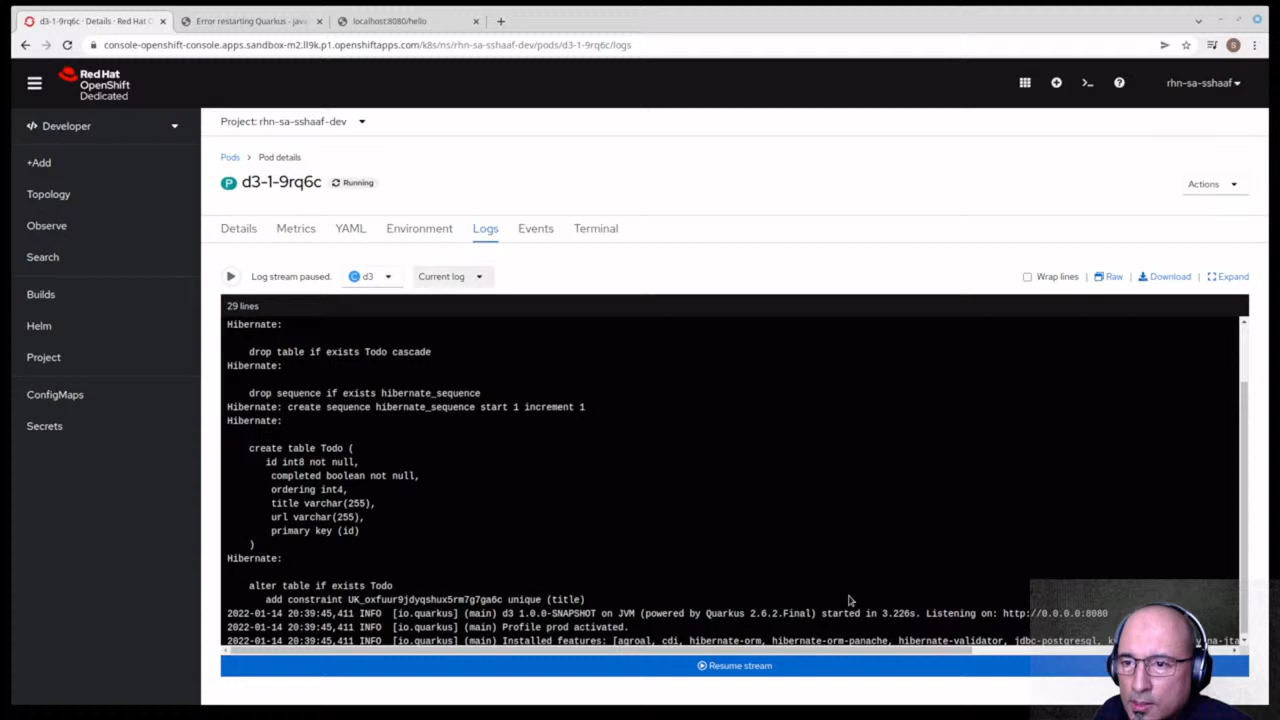 d3-1-9rq6c · Details · Red Hat O
Error restarting Quarkus - java
localhost:8080/hello
console-openshift-console.apps.sandbox-m2.ll9k.p1.openshiftapps.com/k8s/ns/rhn-sa-sshaaf-dev/pods/d3-1-9rq6c/logs
S
Red Hat
OpenShift
Dedicated
rhn-sa-sshaaf
Developer
+Add
Topology
Observe
Search
Builds
Helm
Project
ConfigMaps
Secrets
Project: rhn-sa-sshaaf-dev
Pods > Pod details
P d3-1-9rq6c Running
Actions
Details Metrics YAML Environment Logs Events Terminal
Log stream paused. C d3 Current log Wrap lines | Raw | Download | Expand
29 lines
Hibernate:
drop table if exists Todo cascade
Hibernate:
drop sequence if exists hibernate_sequence
Hibernate: create sequence hibernate_sequence start 1 increment 1
Hibernate:
create table Todo (
id int8 not null,
completed boolean not null,
ordering int4,
title varchar(255),
url varchar(255),
primary key (id)
)
Hibernate:
alter table if exists Todo
add constraint UK_oxfuur9jdyqshux5rm7g7ga6c unique (title)
2022-01-14 20:39:45,411 INFO [io.quarkus] (main) d3 1.0.0-SNAPSHOT on JVM (powered by Quarkus 2.6.2.Final) started in 3.226s. Listening on: http://0.0.0.0:8080
2022-01-14 20:39:45,411 INFO [io.quarkus] (main) Profile prod activated.
2022-01-14 20:39:45,411 INFO [io.quarkus] (main) Installed features: [agroal, cdi, hibernate-orm, hibernate-orm-panache, hibernate-validator, jdbc-postgresql,
Resume stream